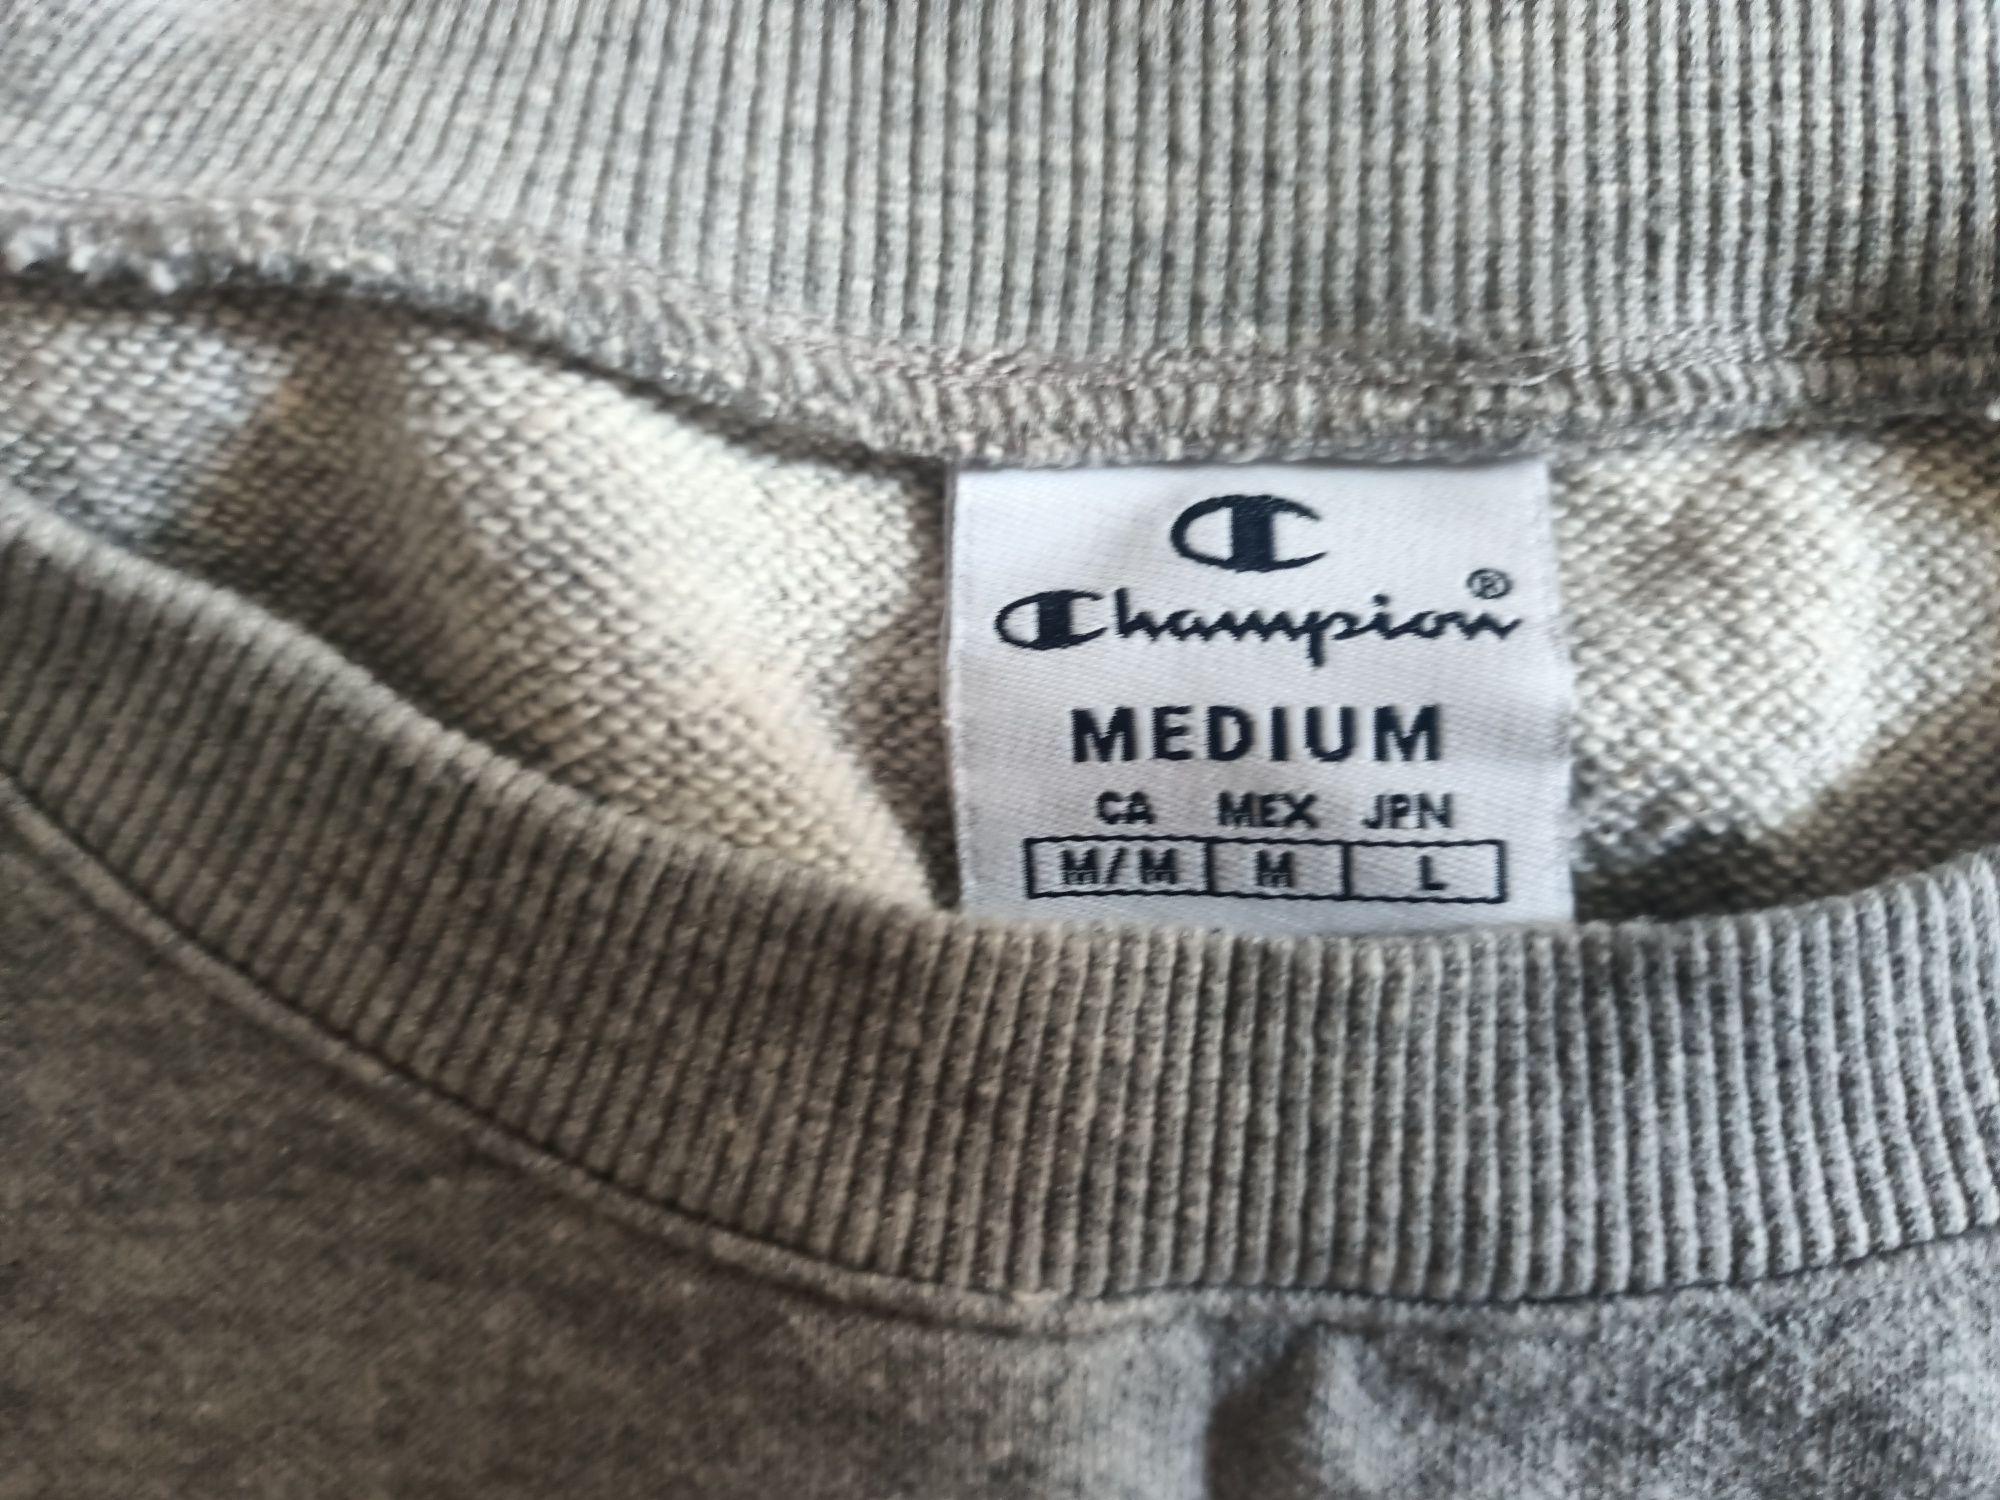 C
Champion®
MEDIUM
CA MEX JPN
M/M M L